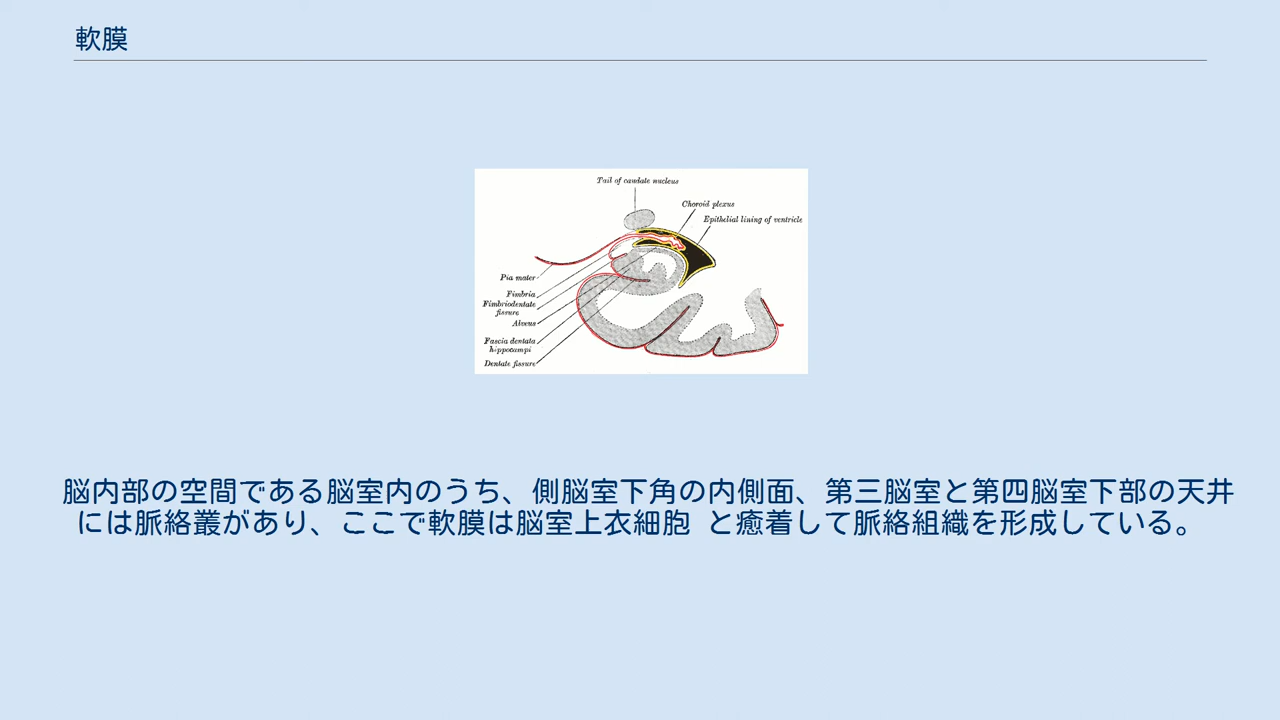 軟膜
Tail of caudate nucleus
Choroid plexus
Epithelial lining of ventricle
Pia mater
Fimbria
Fimbriodentate
fissure
Alveus
Fascia dentata
hippocampi
Dentate fissure
脳内部の空間である脳室内のうち、側脳室下角の内側面、第三脳室と第四脳室下部の天井
には脈絡叢があり、ここで軟膜は脳室上衣細胞 と癒着して脈絡組織を形成している。